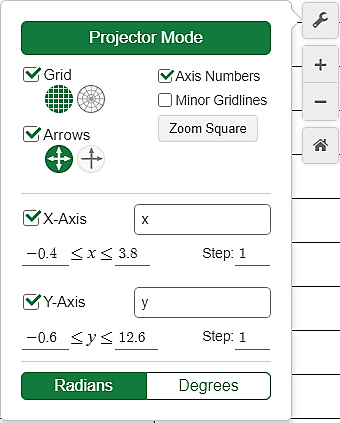 Projector Mode
Grid
Axis Numbers
Minor Gridlines
Arrows
Zoom Square
X-Axis
x
−0.4 ≤ x ≤ 3.8 Step: 1
Y-Axis
y
−0.6 ≤ y ≤ 12.6 Step: 1
Radians Degrees
+
−